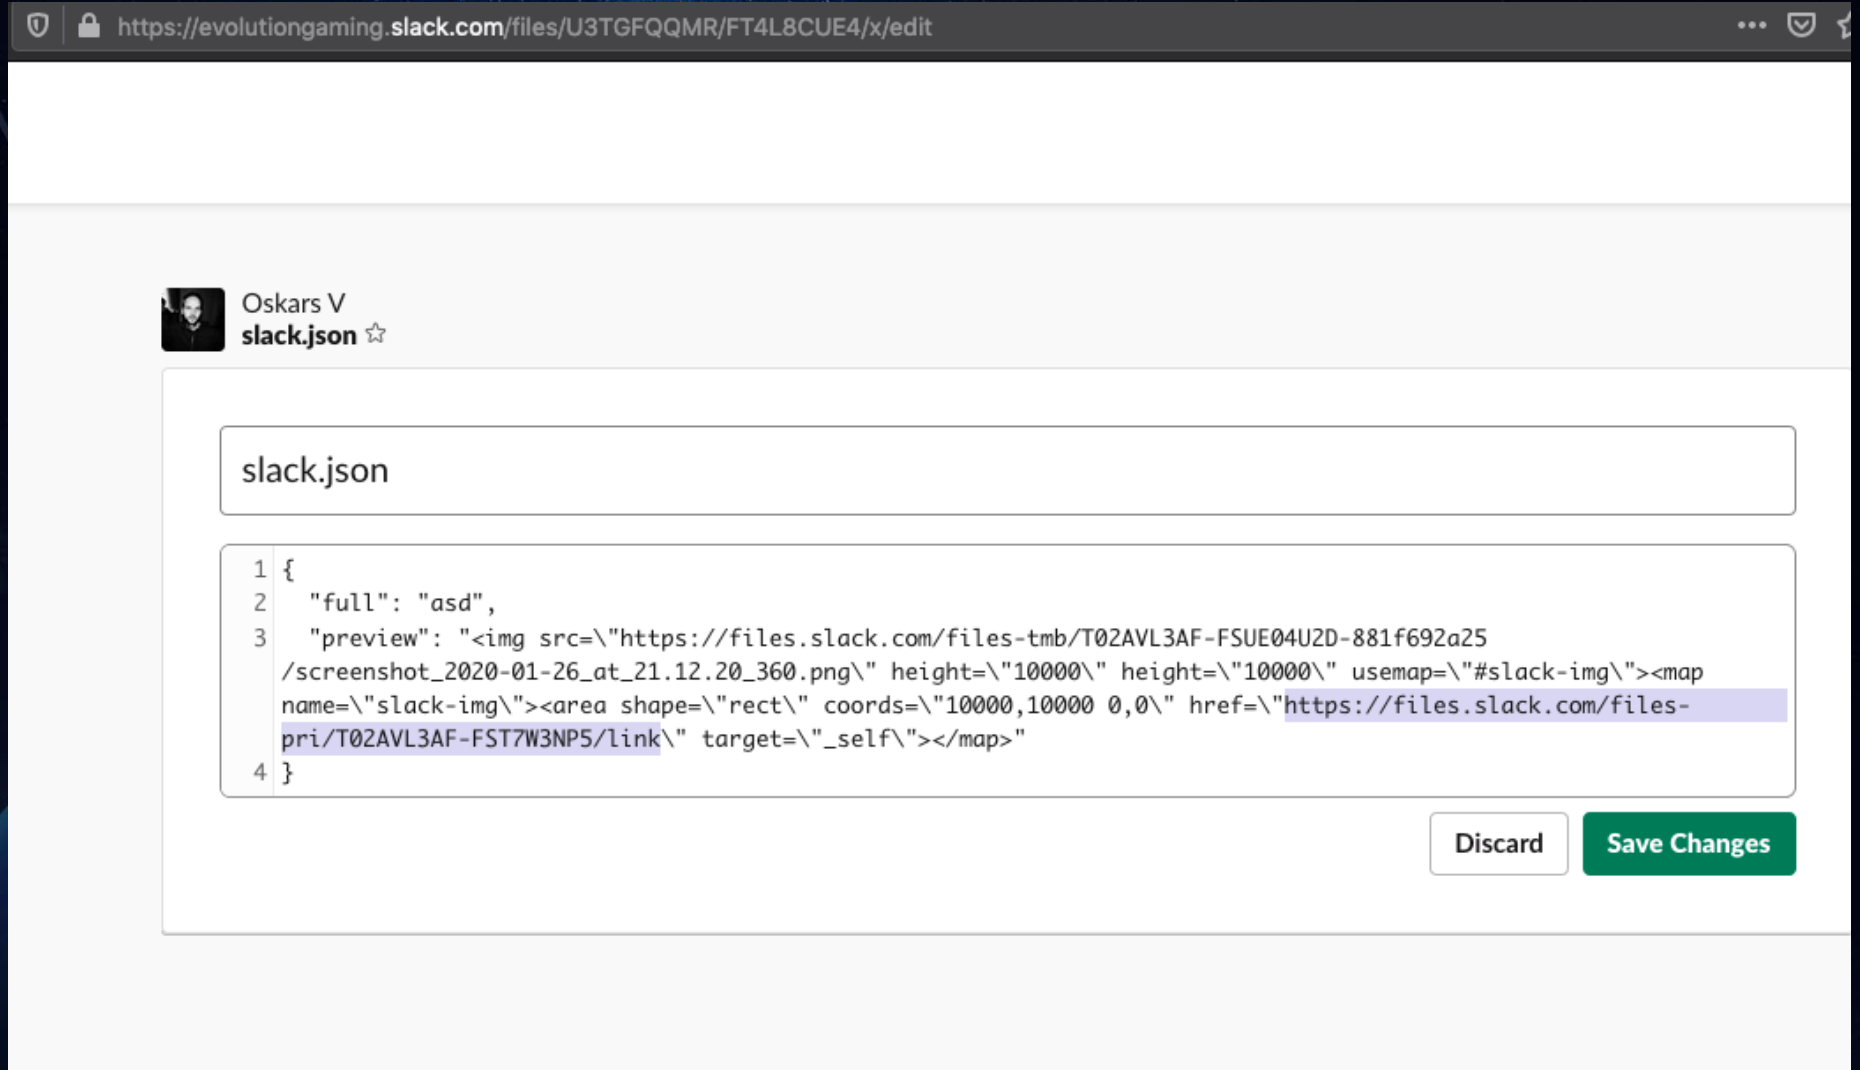 https://evolutiongaming.slack.com/files/U3TGFQQMR/FT4L8CUE4/x/edit
Oskars V
slack.json
slack.json
1 {
2   "full": "asd",
3   "preview": "<img src=\"https://files.slack.com/files-tmb/T02AVL3AF-FSUE04U2D-881f692a25
/screenshot_2020-01-26_at_21.12.20_360.png\" height=\"10000\" height=\"10000\" usemap=\"#slack-img\"><map
name=\"slack-img\"><area shape=\"rect\" coords=\"10000,10000 0,0\" href=\"https://files.slack.com/files-
pri/T02AVL3AF-FST7W3NP5/link\" target=\"_self\"></map>"
4 }
Discard Save Changes